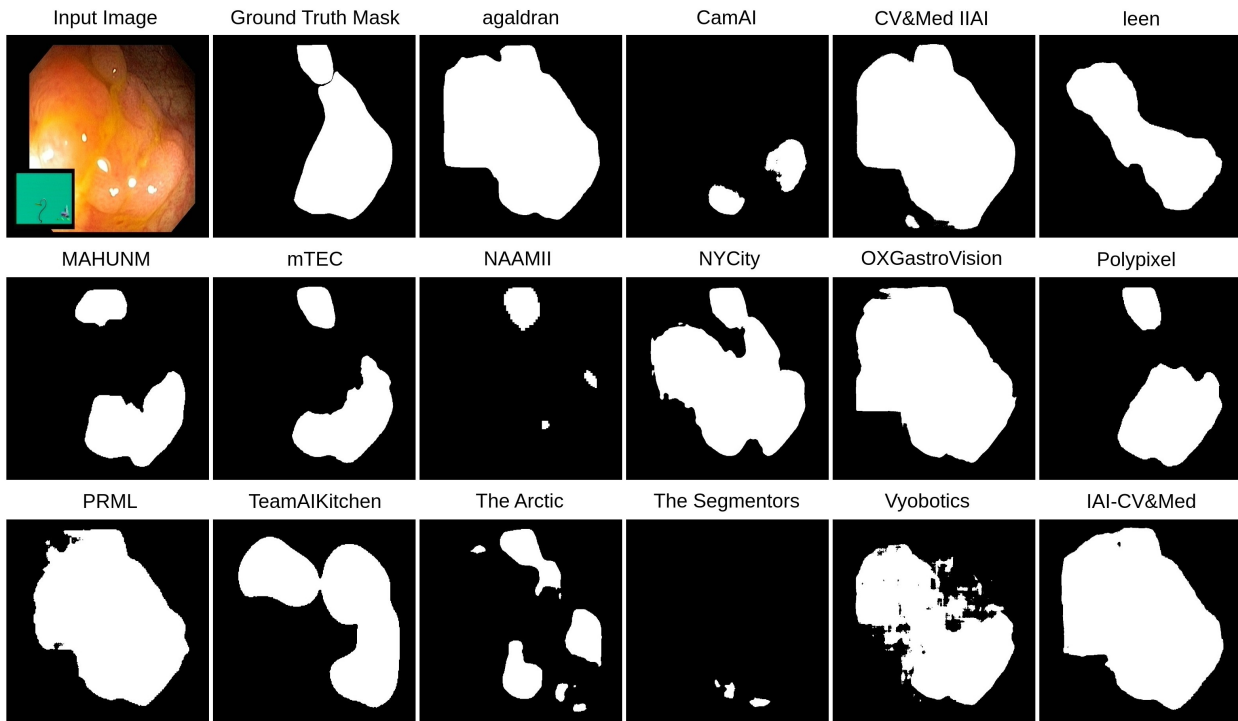 Input Image
Ground Truth Mask
agaldran
CamAI
CV&Med IIAI
leen
MAHUNM
mTEC
NAAMII
NYCity
OXGastroVision
Polypixel
PRML
TeamAIKitchen
The Arctic
The Segmentors
Vyobotics
IAI-CV&Med